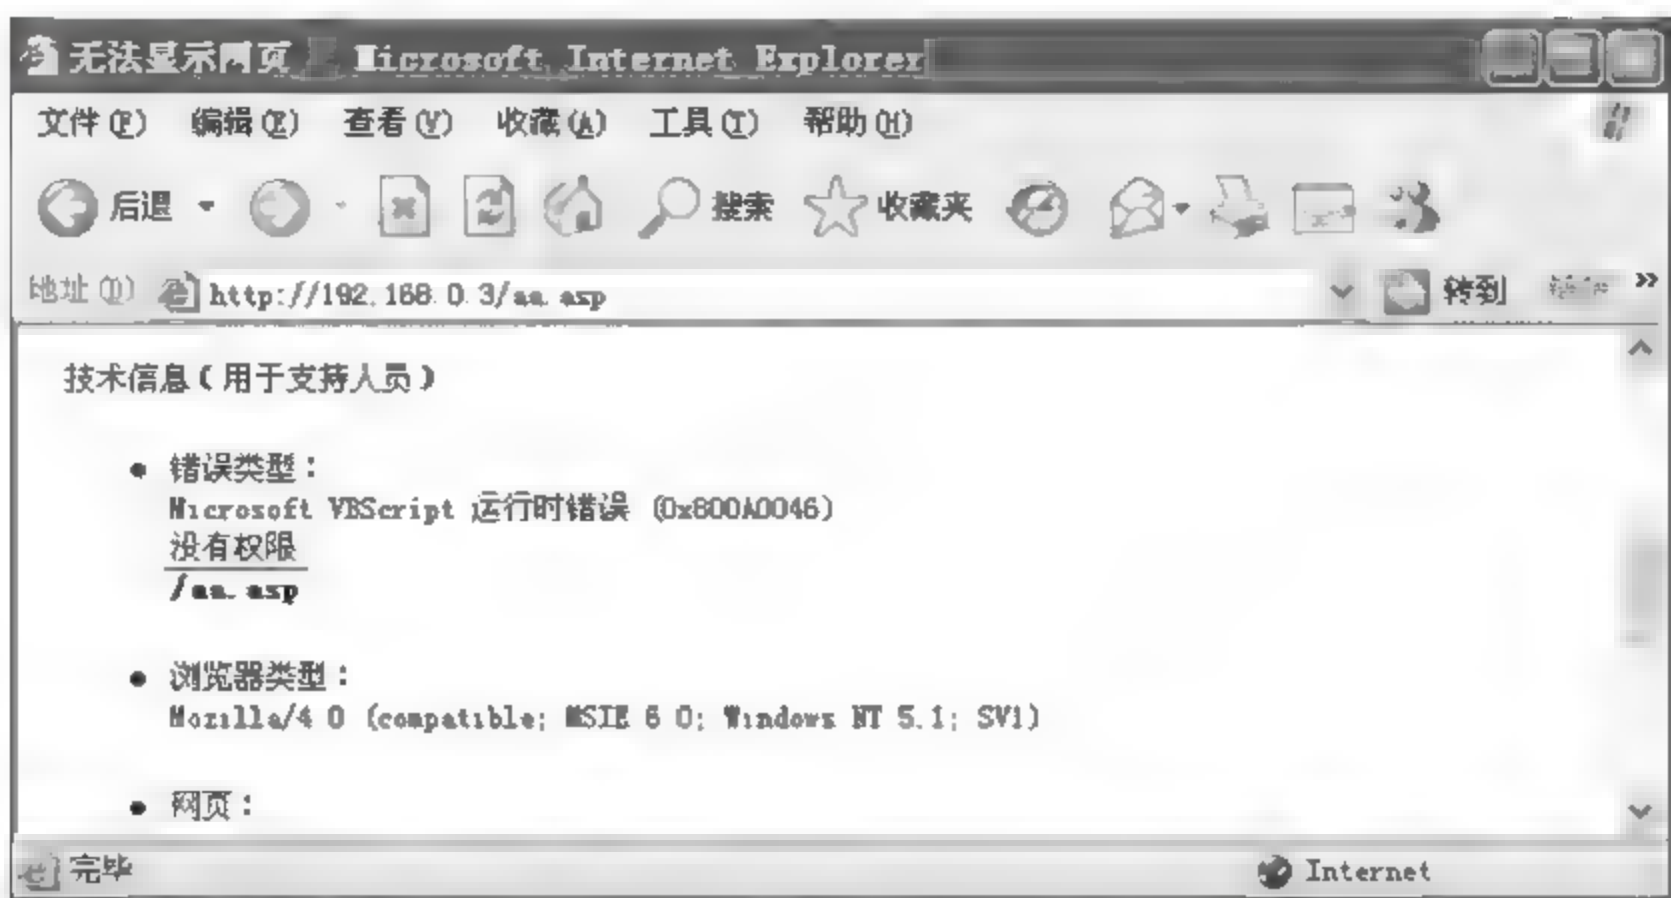 无法显示网页 - Microsoft Internet Explorer
文件(F) 编辑(E) 查看(V) 收藏(A) 工具(T) 帮助(H)
后退 搜索 收藏夹
地址(D) http://192.168.0.3/aa.asp 转到 »
技术信息(用于支持人员)
• 错误类型:
Microsoft VBScript 运行时错误 (0x800A0046)
没有权限
/aa.asp
• 浏览器类型:
Mozilla/4.0 (compatible; MSIE 6.0; Windows NT 5.1; SV1)
• 网页:
完毕 Internet